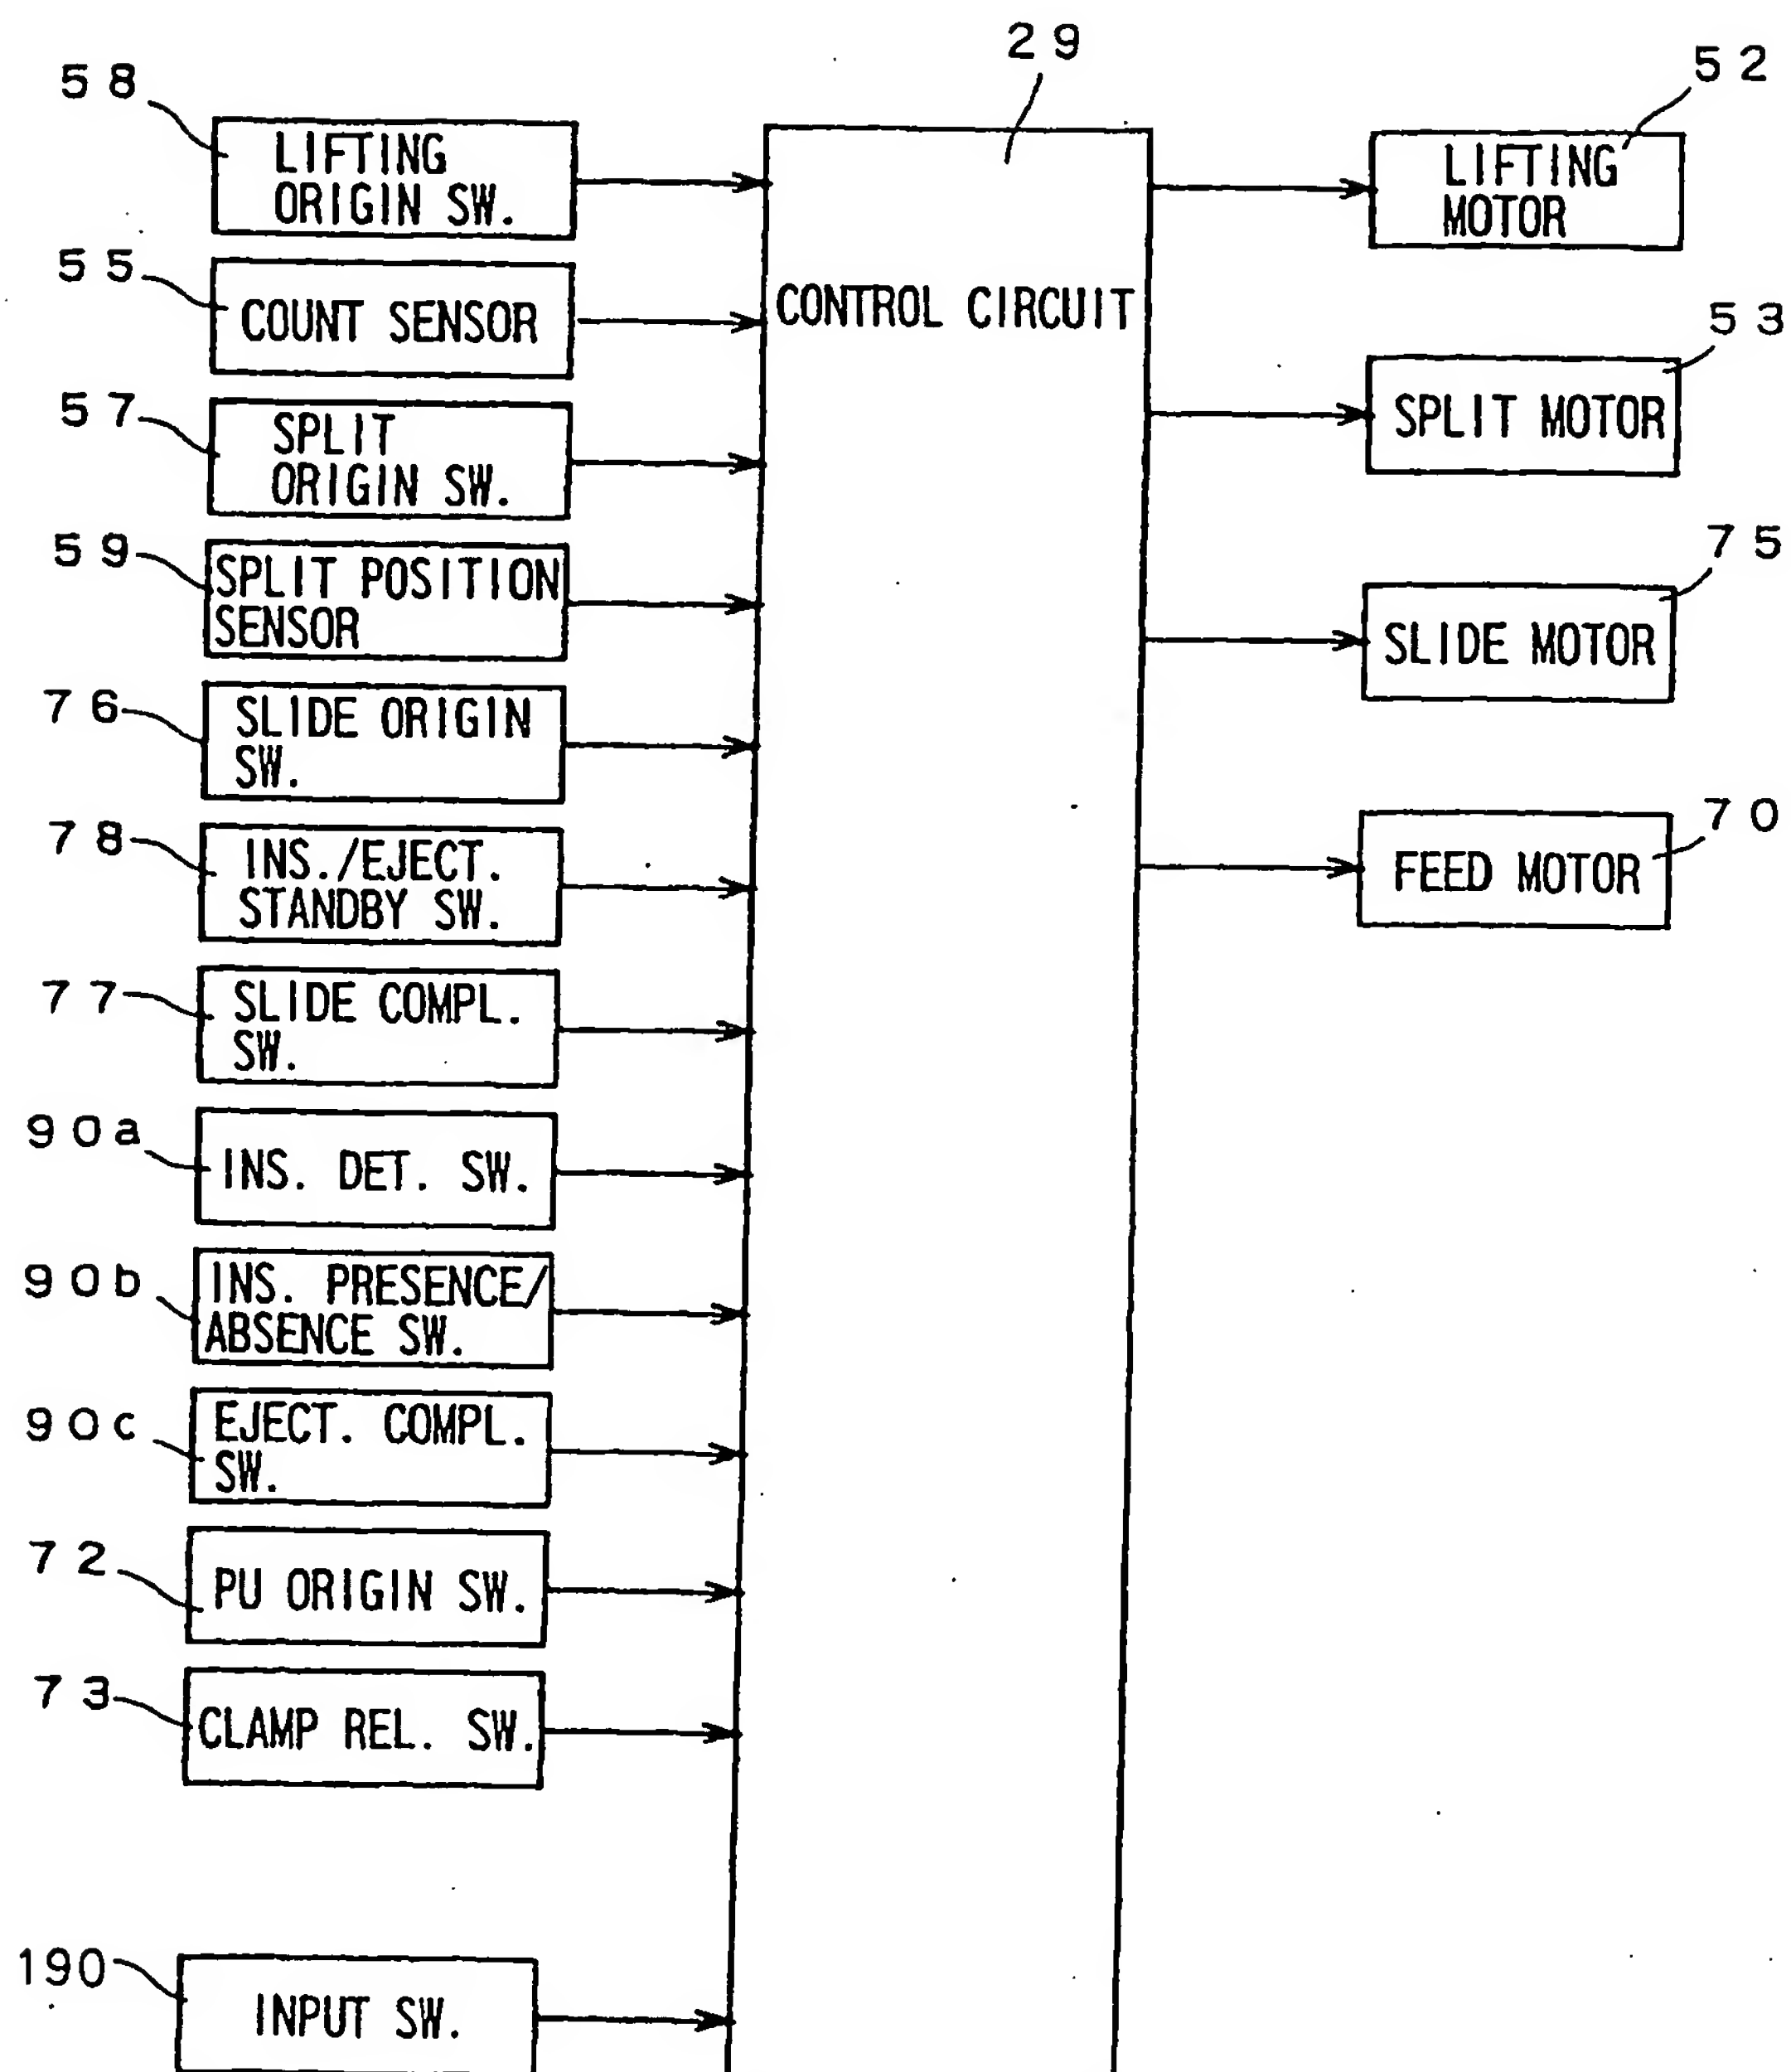 29
58
LIFTING
ORIGIN SW.
55
COUNT SENSOR
57
SPLIT
ORIGIN SW.
59
SPLIT POSITION
SENSOR
76
SLIDE ORIGIN
SW.
78
INS./EJECT.
STANDBY SW.
77
SLIDE COMPL.
SW.
90a
INS. DET. SW.
90b
INS. PRESENCE/
ABSENCE SW.
90c
EJECT. COMPL.
SW.
72
PU ORIGIN SW.
73
CLAMP REL. SW.
190
INPUT SW.
CONTROL CIRCUIT
52
LIFTING
MOTOR
53
SPLIT MOTOR
75
SLIDE MOTOR
70
FEED MOTOR